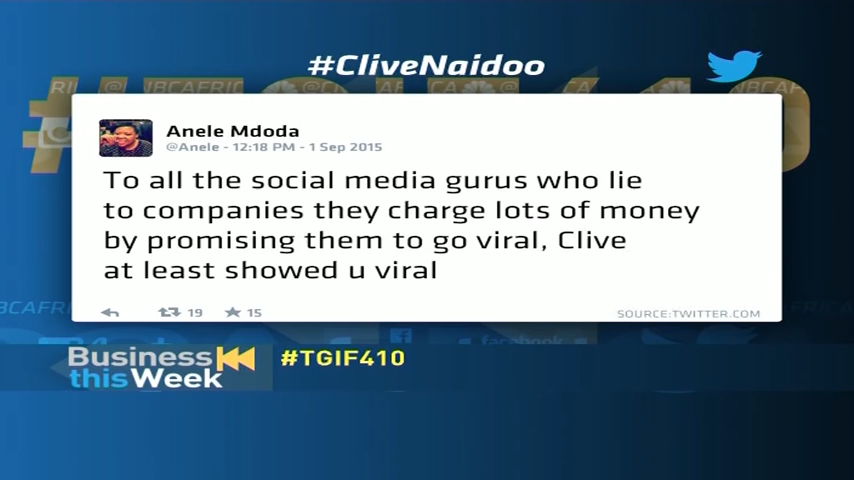 #CliveNaidoo
Anele Mdoda
@Anele - 12:18 PM - 1 Sep 2015
To all the social media gurus who lie
to companies they charge lots of money
by promising them to go viral, Clive
at least showed u viral
19 15
SOURCE:TWITTER.COM
facebook
Business
thisWeek
#TGIF410